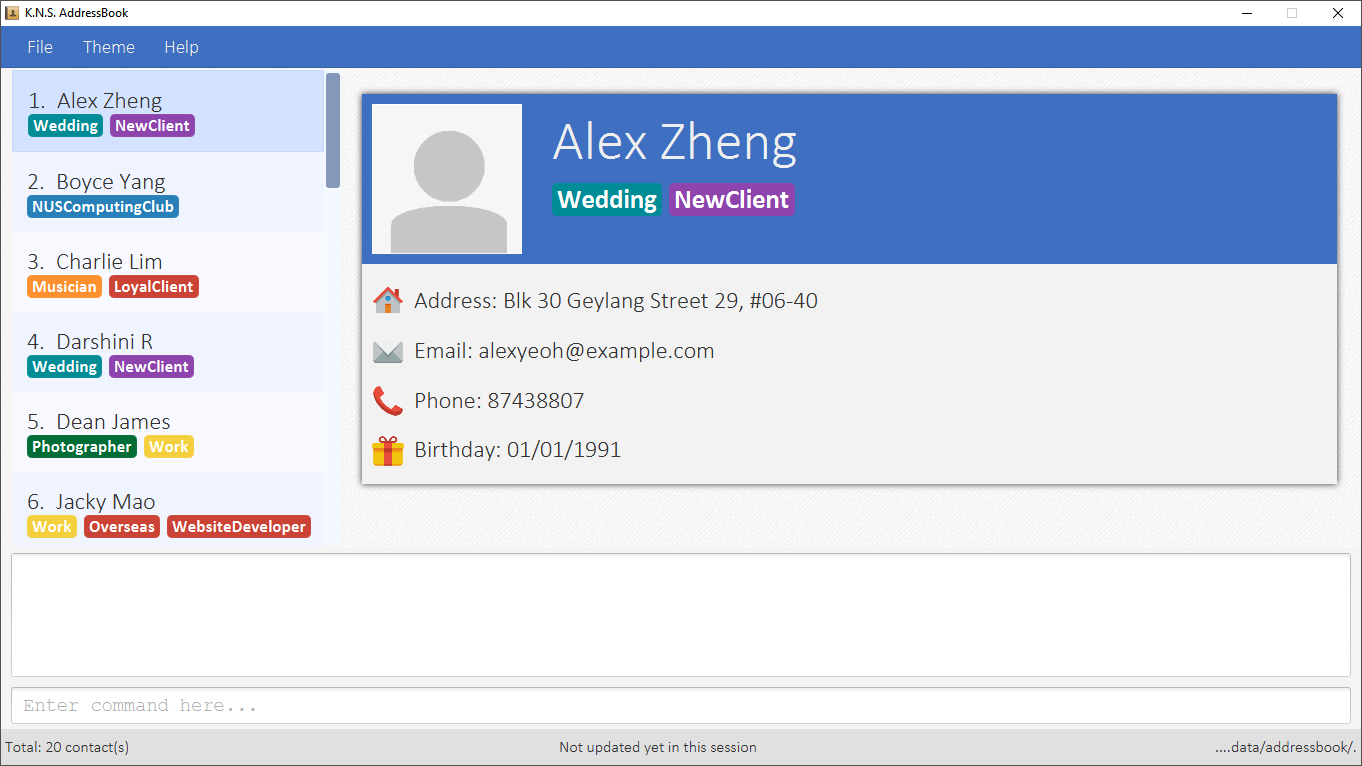 K.N.S. AddressBook
File Theme Help
1. Alex Zheng
Wedding NewClient
2. Boyce Yang
NUSComputingClub
3. Charlie Lim
Musician LoyalClient
4. Darshini R
Wedding NewClient
5. Dean James
Photographer Work
6. Jacky Mao
Work Overseas WebsiteDeveloper
Alex Zheng
Wedding NewClient
Address: Blk 30 Geylang Street 29, #06-40
Email: alexyeoh@example.com
Phone: 87438807
Birthday: 01/01/1991
Enter command here...
Total: 20 contact(s)
Not updated yet in this session
....data/addressbook/.